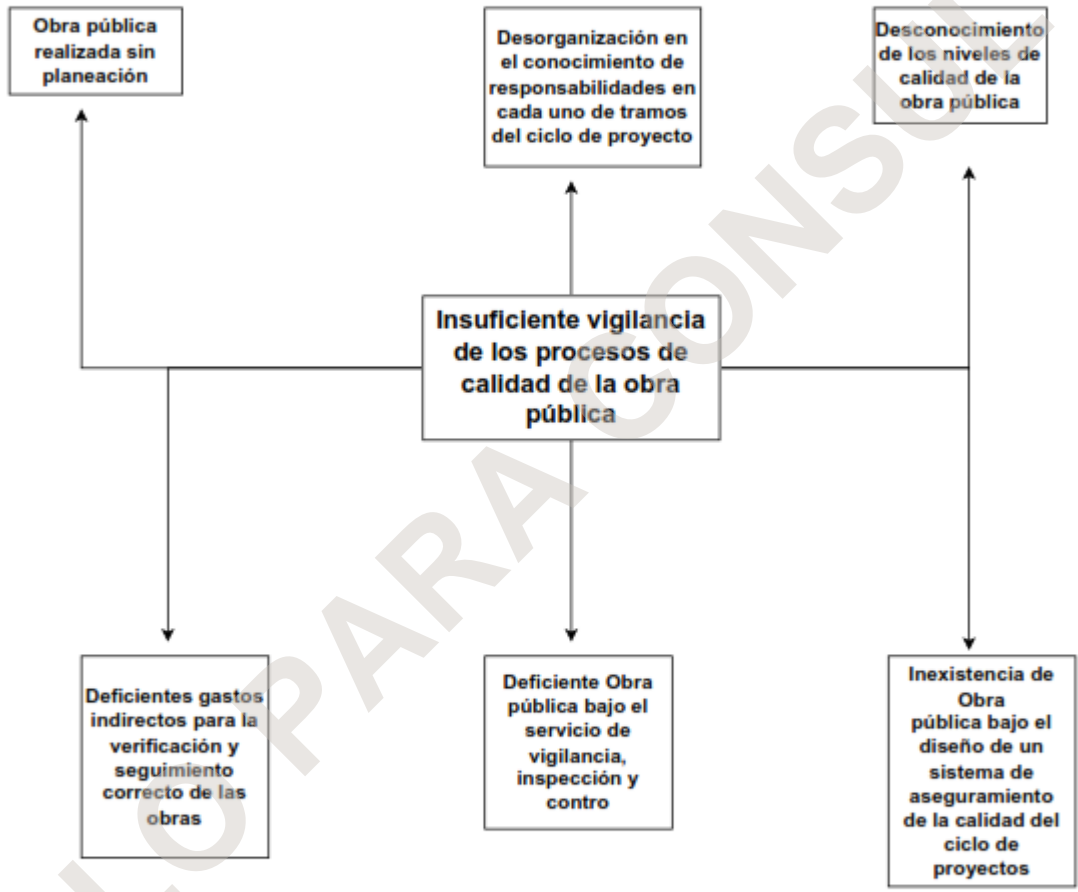 Obra pública
realizada sin
planeación
Desorganización en
el conocimiento de
responsabilidades en
cada uno de tramos
del ciclo de proyecto
Desconocimiento
de los niveles de
calidad de la
obra pública
Insuficiente vigilancia
de los procesos de
calidad de la obra
pública
Deficientes gastos
indirectos para la
verificación y
seguimiento
correcto de las
obras
Deficiente Obra
pública bajo el
servicio de
vigilancia,
inspección y
contro
Inexistencia de
Obra
pública bajo el
diseño de un
sistema de
aseguramiento
de la calidad del
ciclo de
proyectos
LO PARA CONSUL